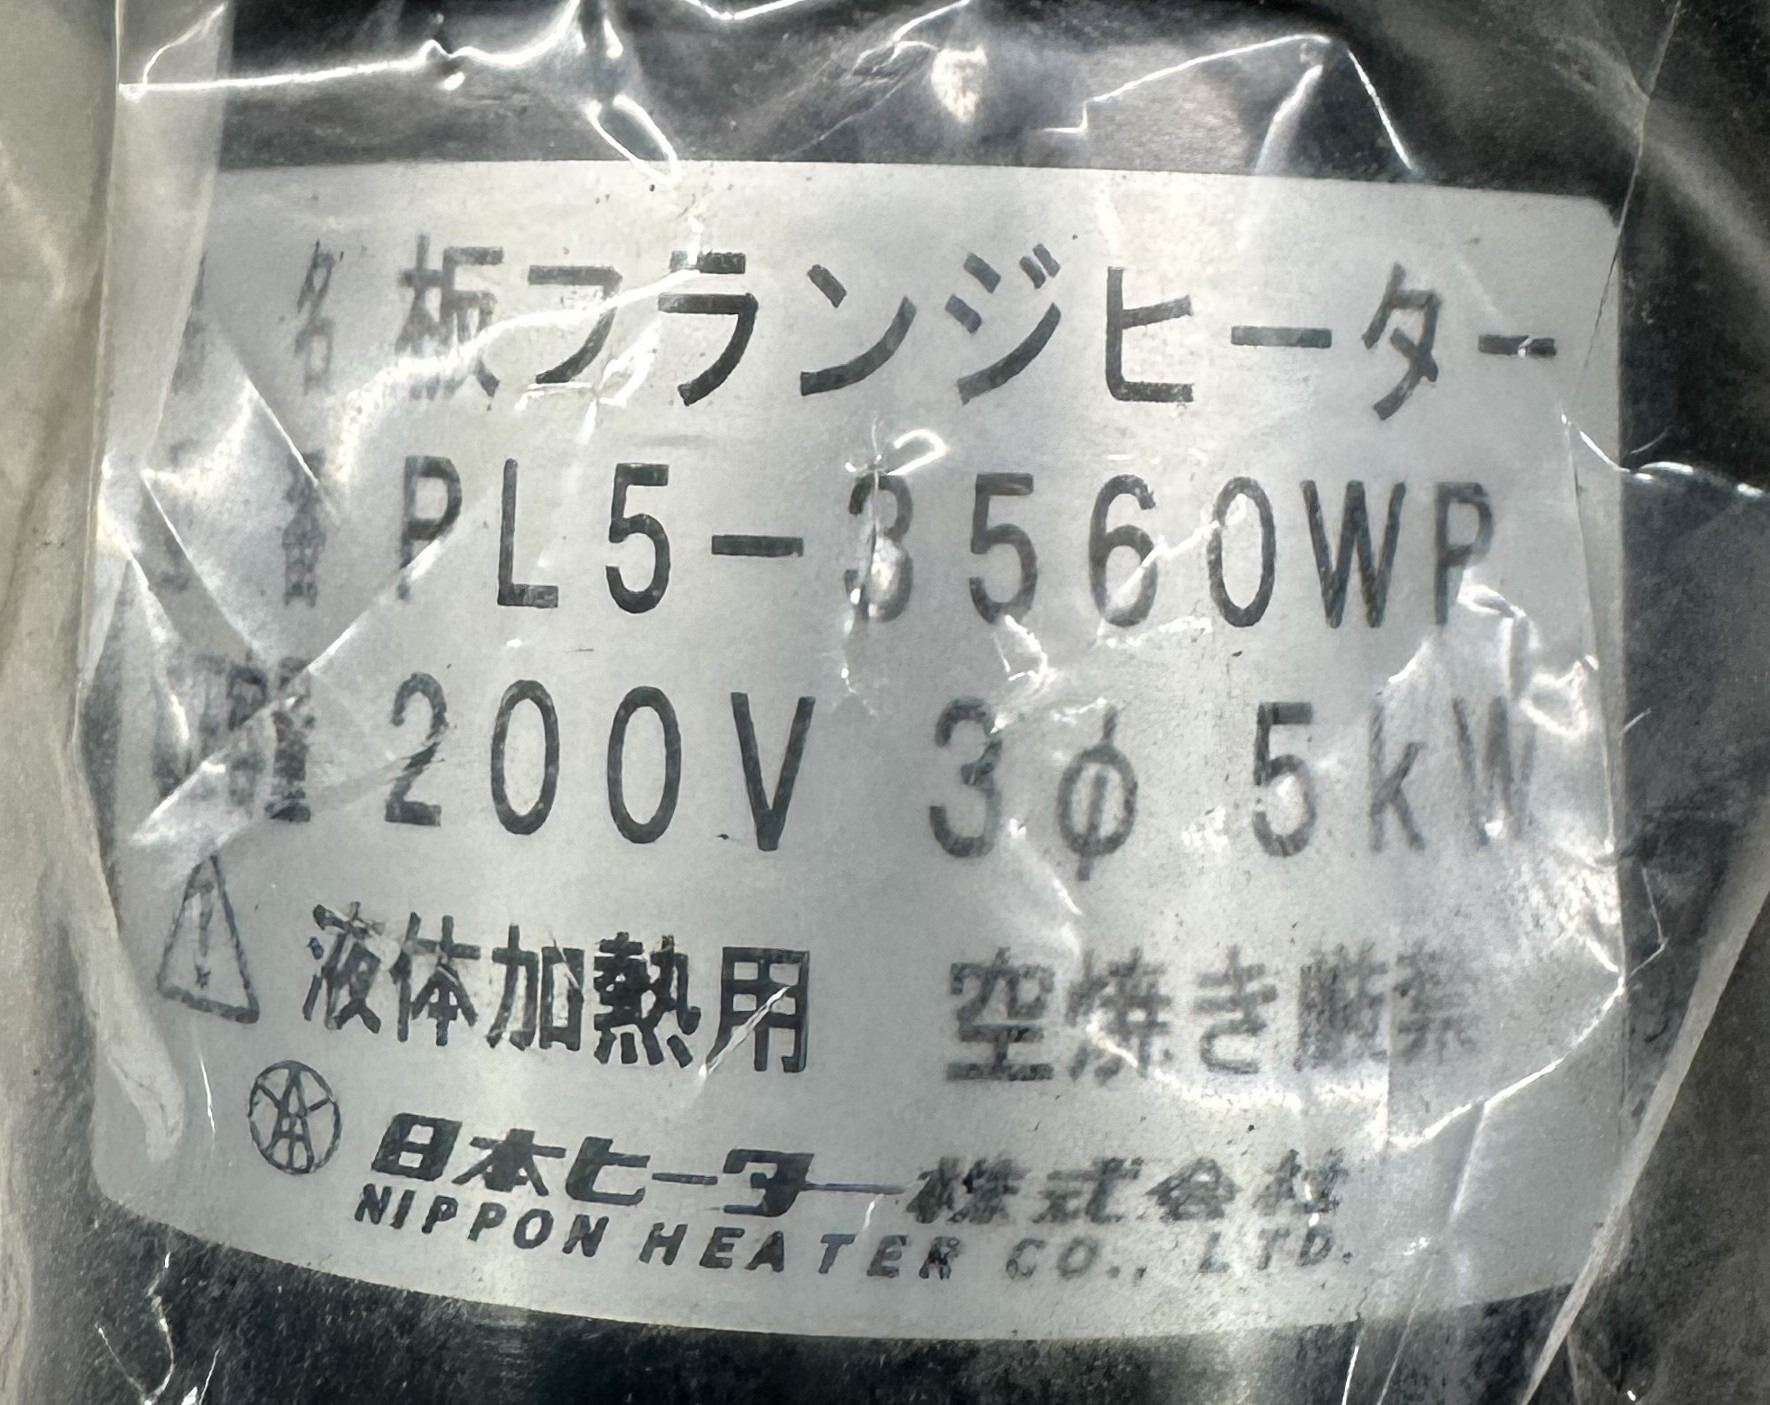 名 板フランジヒーター
番 PL5-3560WP
200V 3φ 5kW
液体加熱用 空焼き厳禁
日本ヒーター株式会社
NIPPON HEATER CO., LTD.